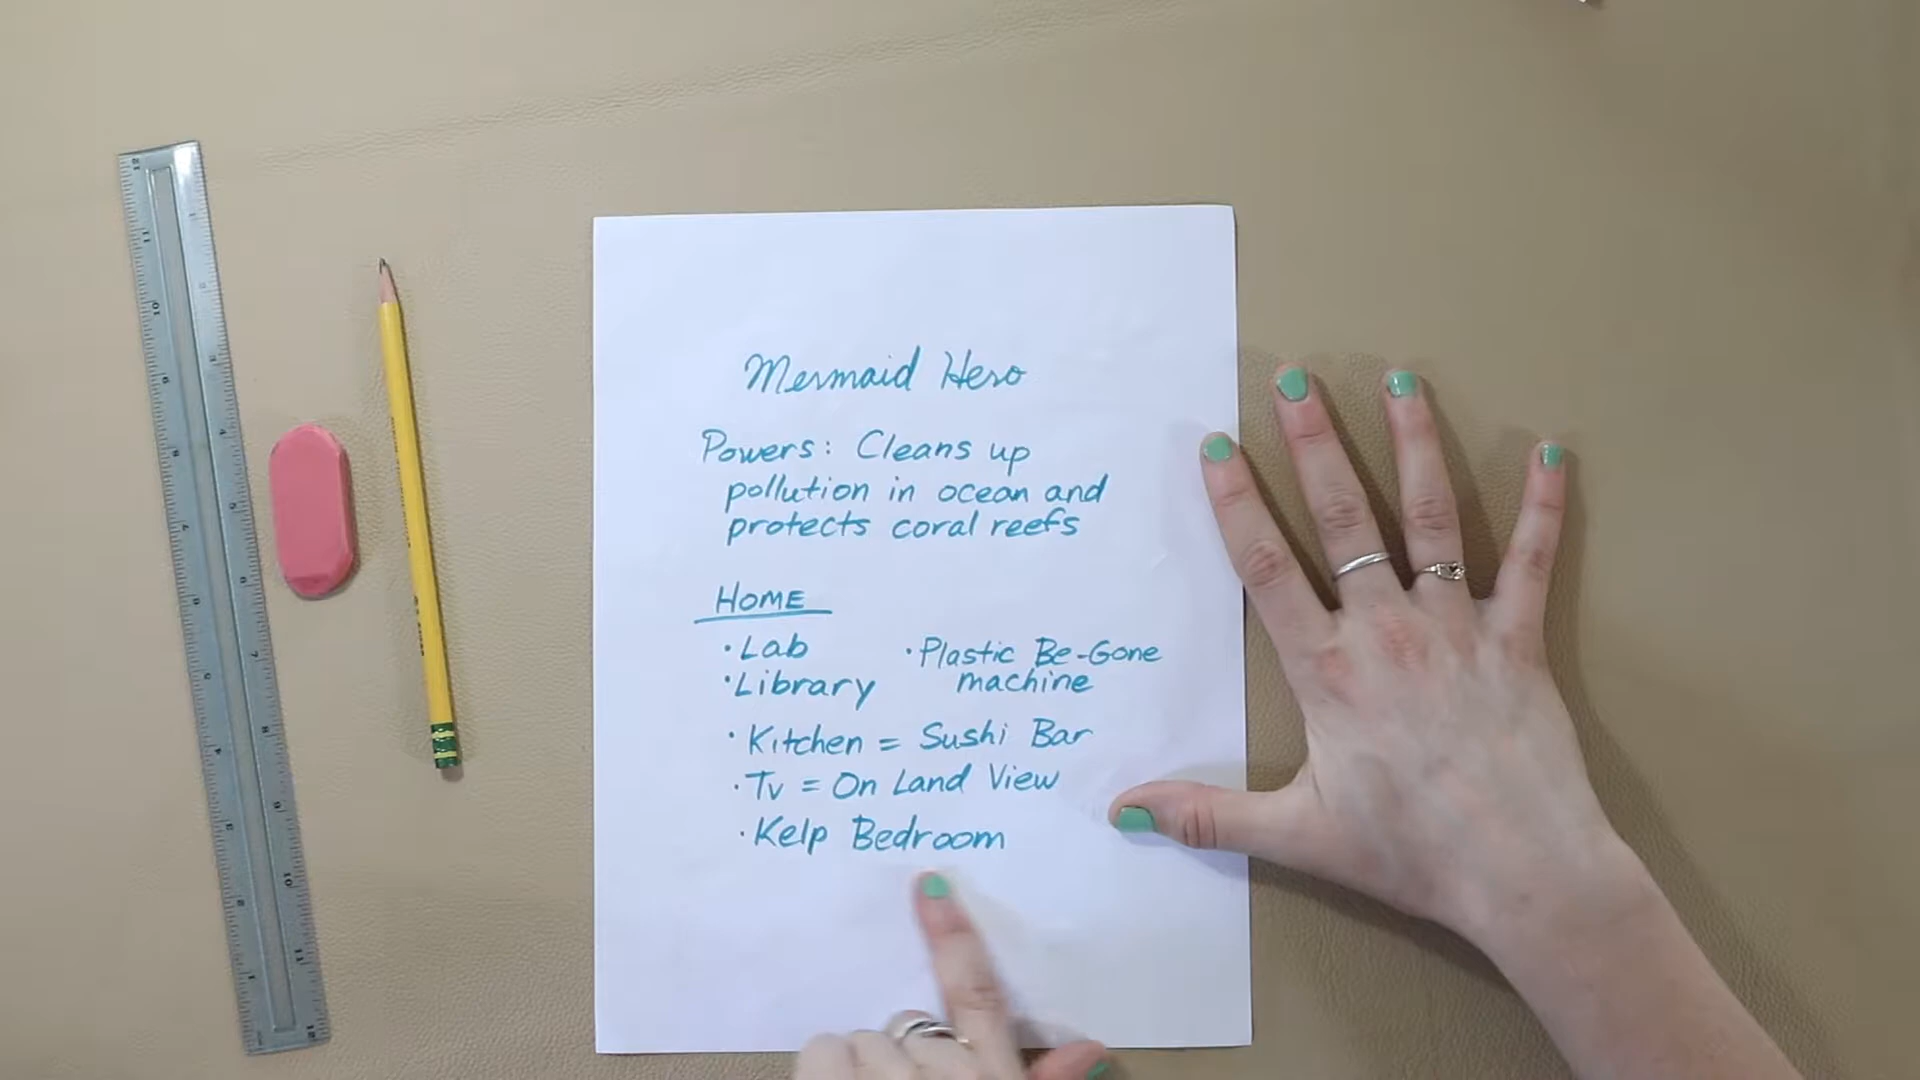 Mermaid Hero
Powers: Cleans up
pollution in ocean and
protects coral reefs
HOME
• Lab
• Library
• Plastic Be-Gone
machine
• Kitchen = Sushi Bar
• Tv = On Land View
• Kelp Bedroom